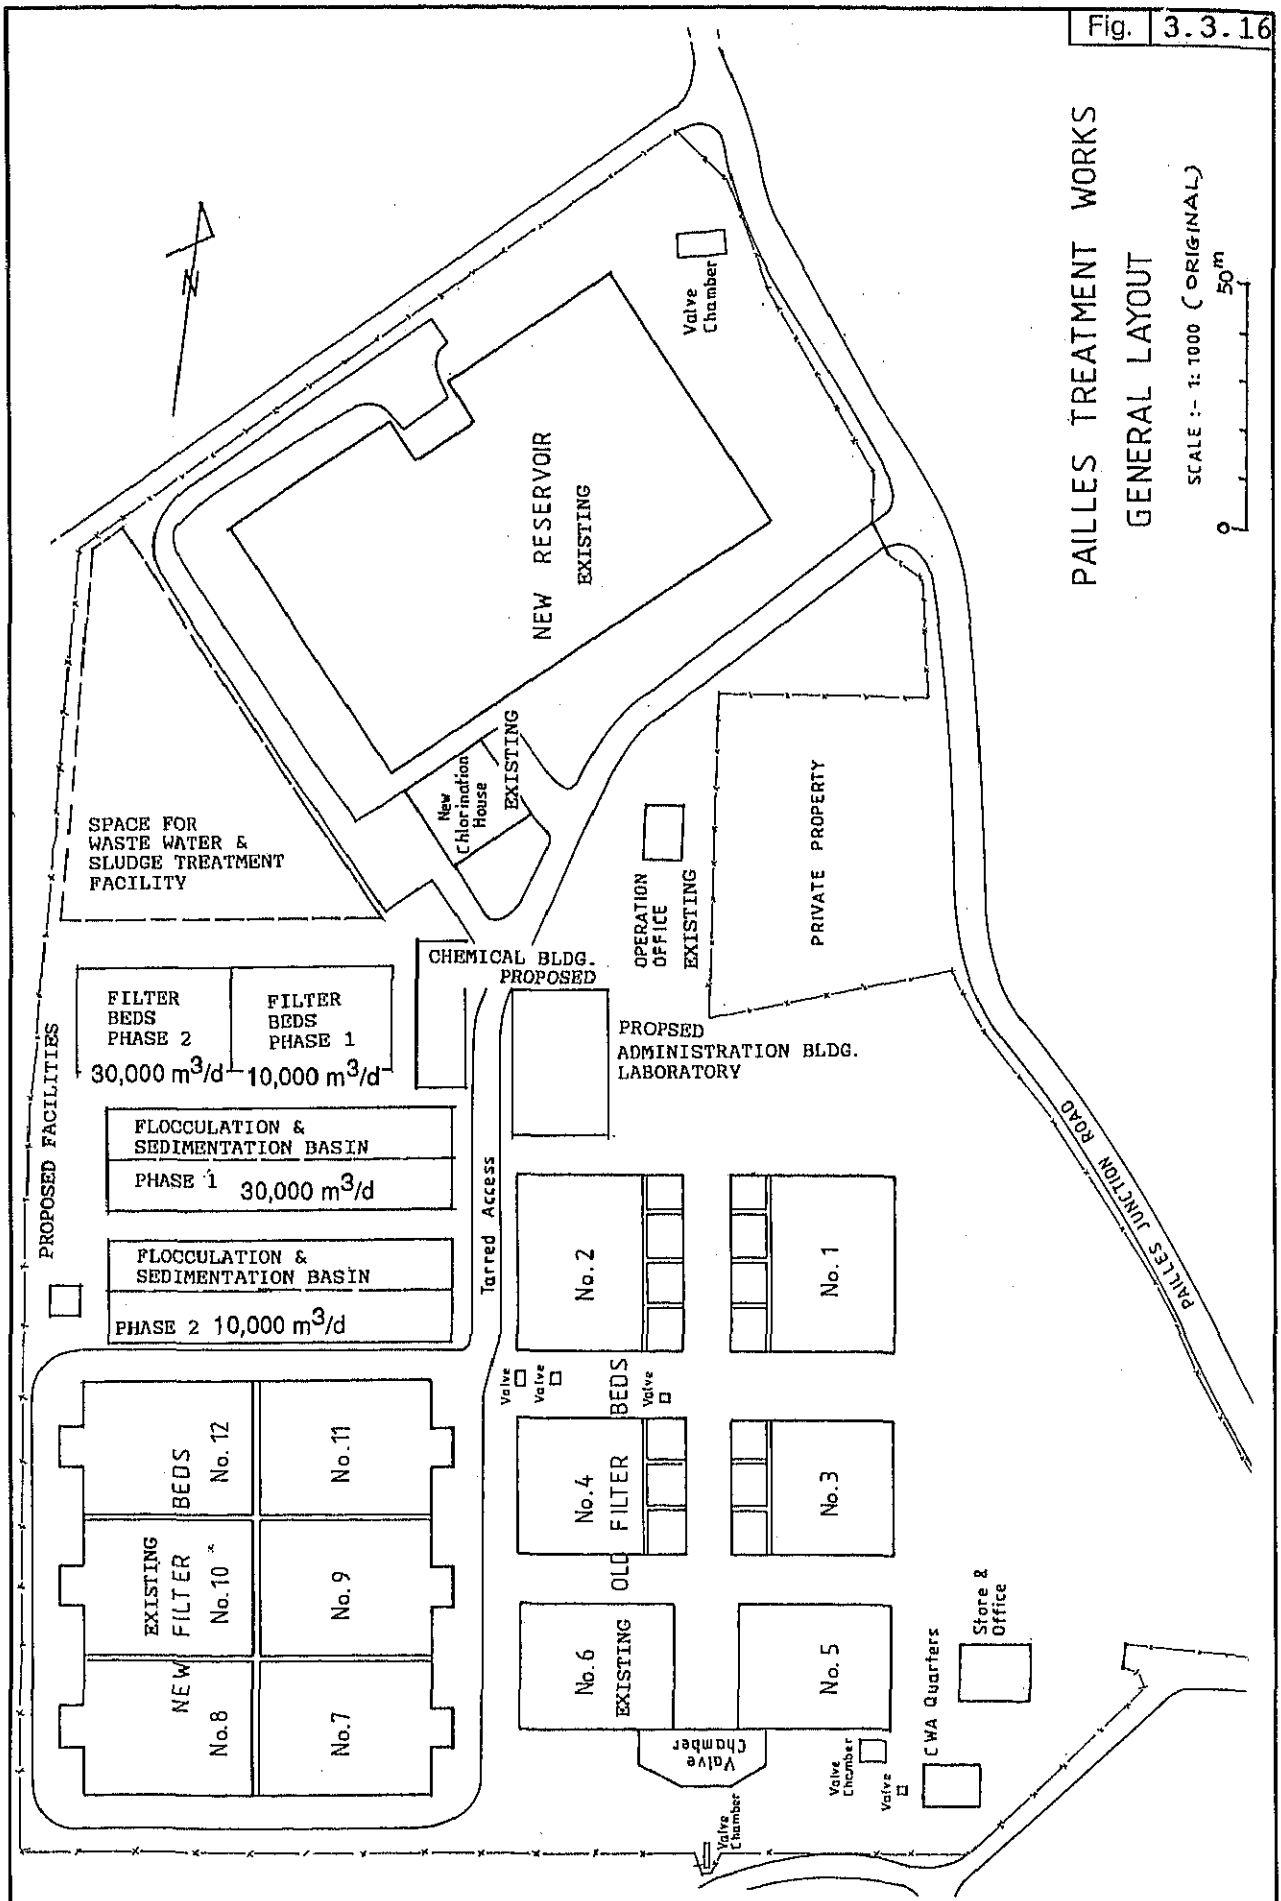 Fig. 3.3.16
PAILLES TREATMENT WORKS
GENERAL LAYOUT
SCALE :- 1: 1000 (ORIGINAL)
0 50m
N
Valve
Chamber
NEW RESERVOIR
EXISTING
New
Chlorination
House
EXISTING
SPACE FOR
WASTE WATER &
SLUDGE TREATMENT
FACILITY
OPERATION
OFFICE
EXISTING
PRIVATE PROPERTY
CHEMICAL BLDG.
PROPOSED
FILTER
BEDS
PHASE 2
30,000 m3/d
FILTER
BEDS
PHASE 1
10,000 m3/d
PROPSED
ADMINISTRATION BLDG.
LABORATORY
PROPOSED FACILITIES
FLOCCULATION &
SEDIMENTATION BASIN
PHASE 1 30,000 m3/d
FLOCCULATION &
SEDIMENTATION BASIN
PHASE 2 10,000 m3/d
Tarred Access
PAILLES JUNCTION ROAD
No. 2
No. 1
Valve
Valve
Valve
No. 4
No. 3
OLD FILTER BEDS
EXISTING
No. 6
No. 5
EXISTING
NEW FILTER BEDS
No. 12
No. 11
No. 10
No. 9
No. 8
No. 7
Valve
Chamber
Valve
Chamber
Valve
Chamber
Valve
CWA Quarters
Store &
Office